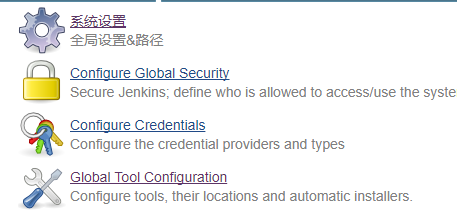 系统设置
全局设置&路径
Configure Global Security
Secure Jenkins; define who is allowed to access/use the syste
Configure Credentials
Configure the credential providers and types
Global Tool Configuration
Configure tools, their locations and automatic installers.